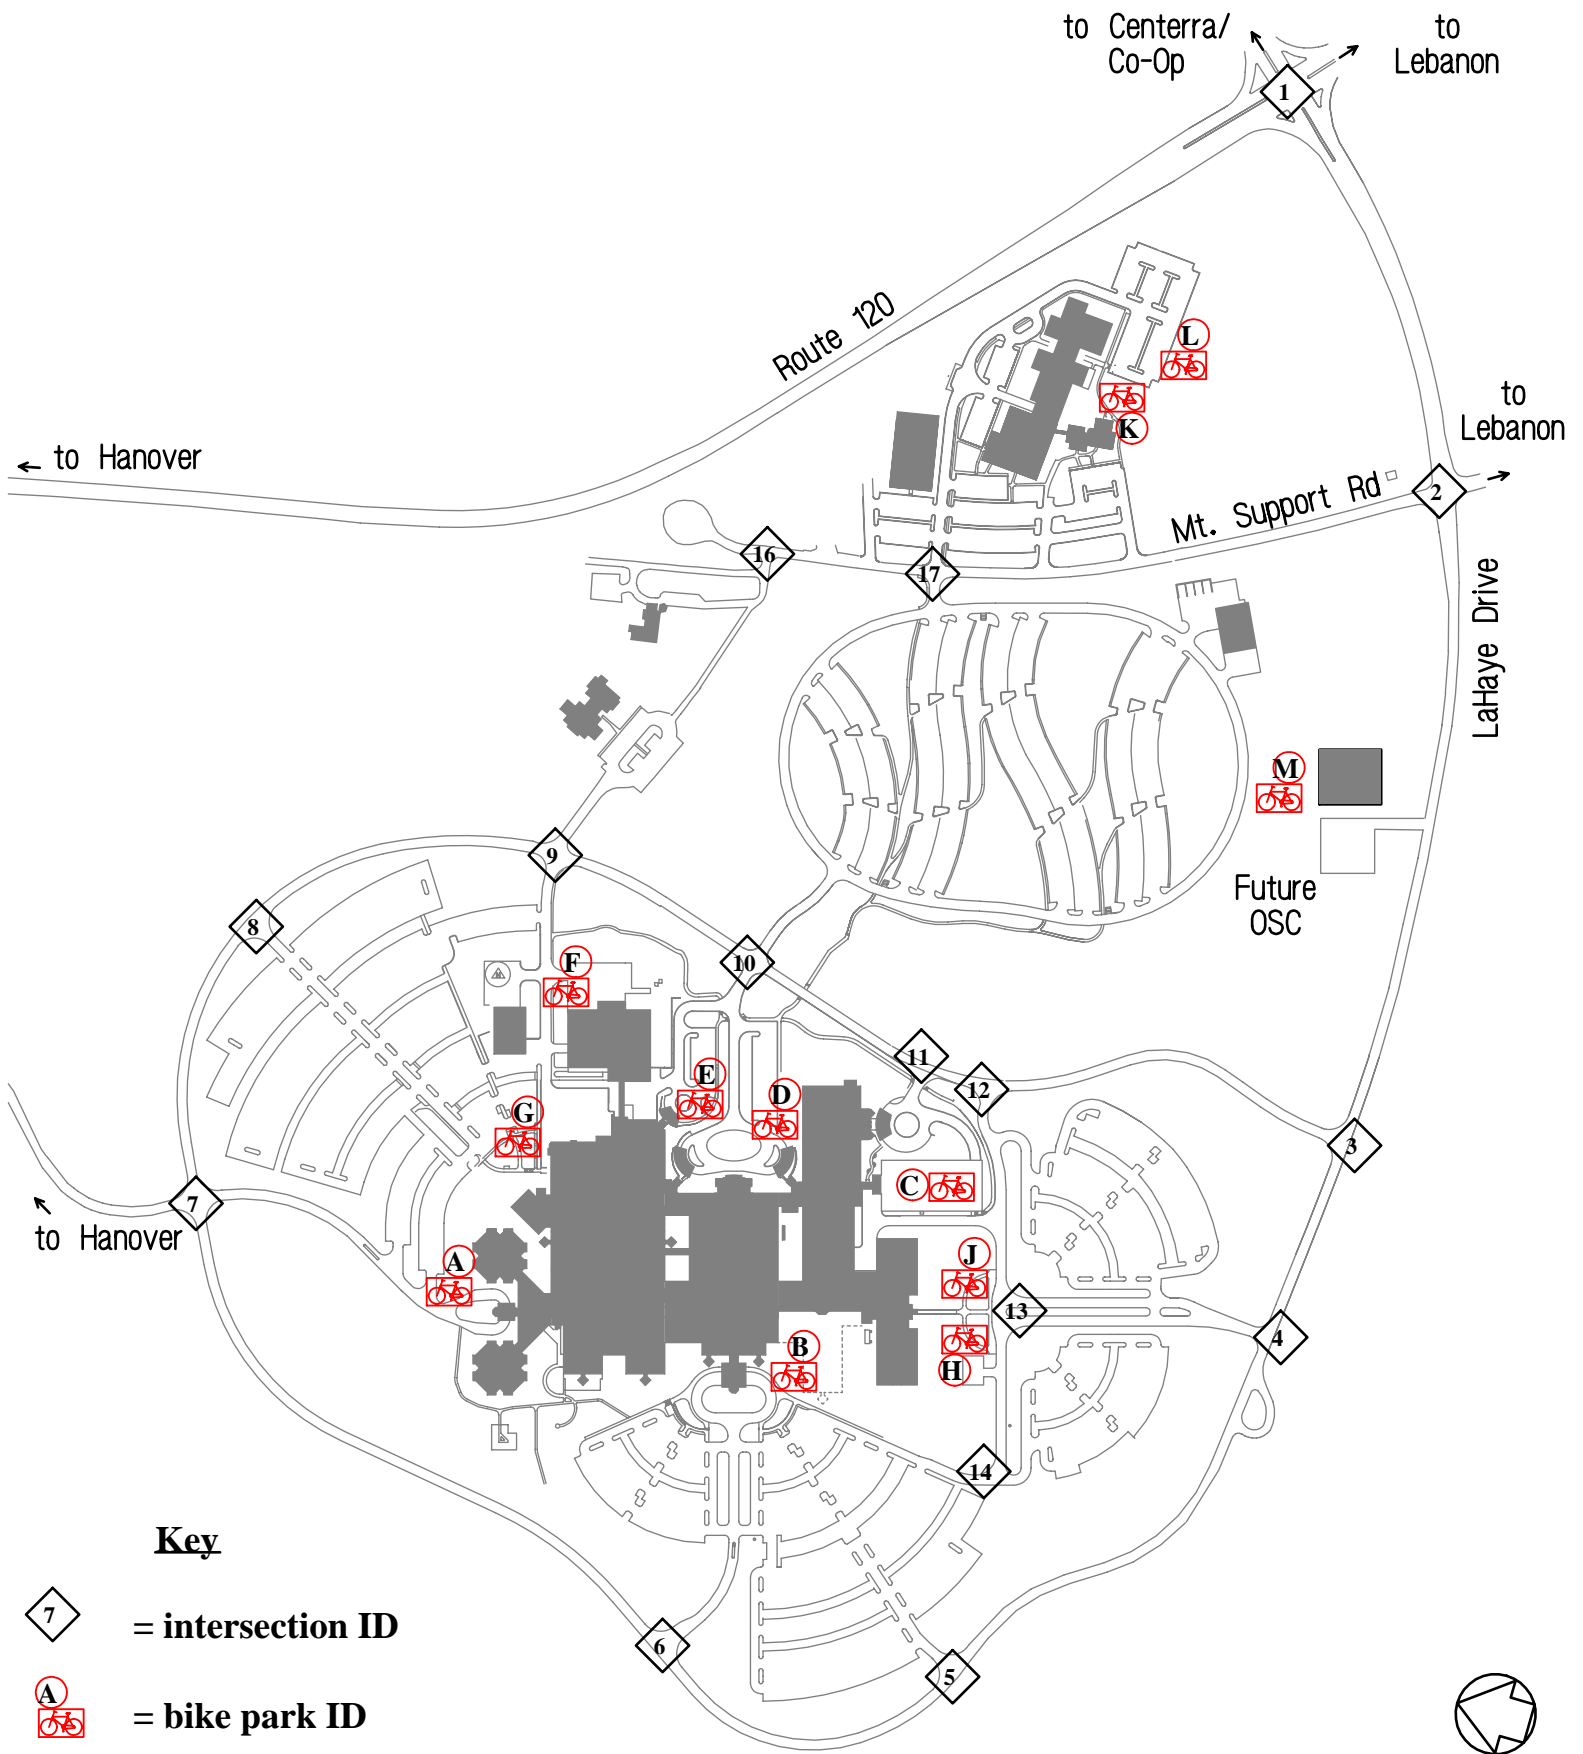 to Centerra/
Co-Op
to
Lebanon
1
Route 120
L
K
to
Lebanon
to Hanover
Mt. Support Rd
2
16
17
LaHaye Drive
M
9
8
Future
OSC
F
10
11
12
E
D
G
3
C
7
to Hanover
A
J
13
4
B
H
14
Key
7
= intersection ID
6
5
A
= bike park ID